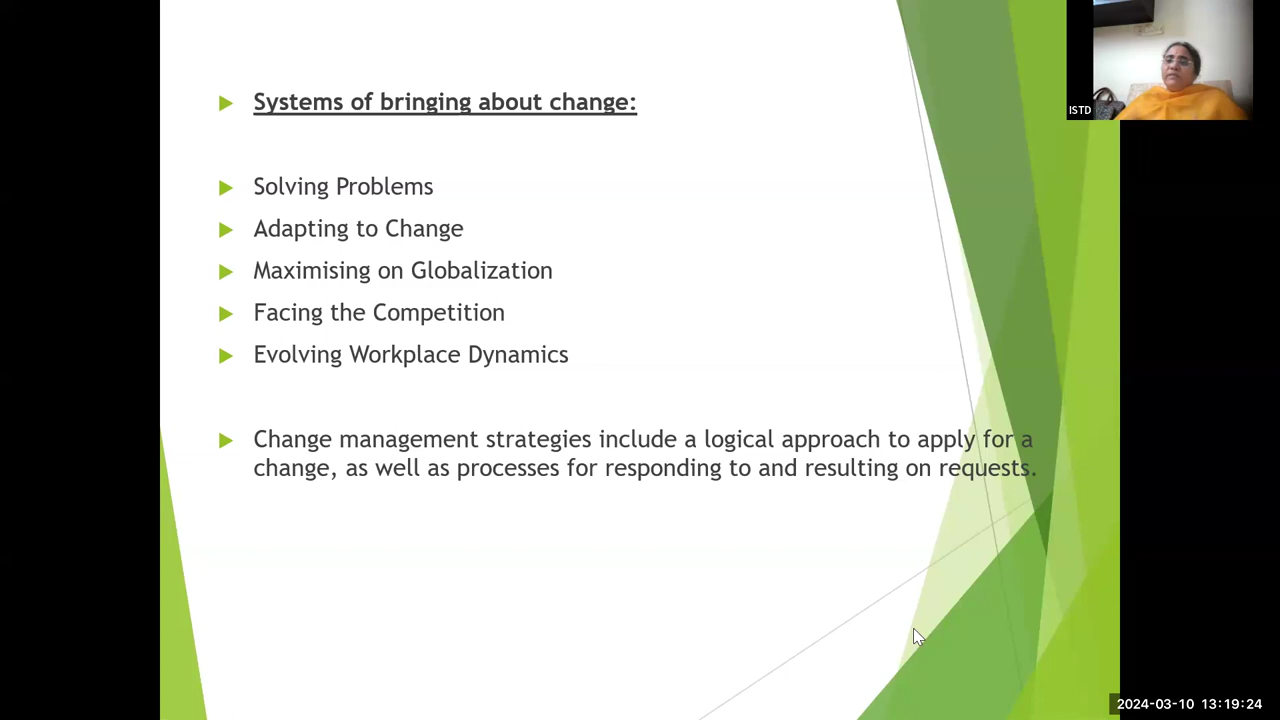 Systems of bringing about change:
Solving Problems
Adapting to Change
Maximising on Globalization
Facing the Competition
Evolving Workplace Dynamics
Change management strategies include a logical approach to apply for a
change, as well as processes for responding to and resulting on requests.
ISTD
2024-03-10 13:19:24